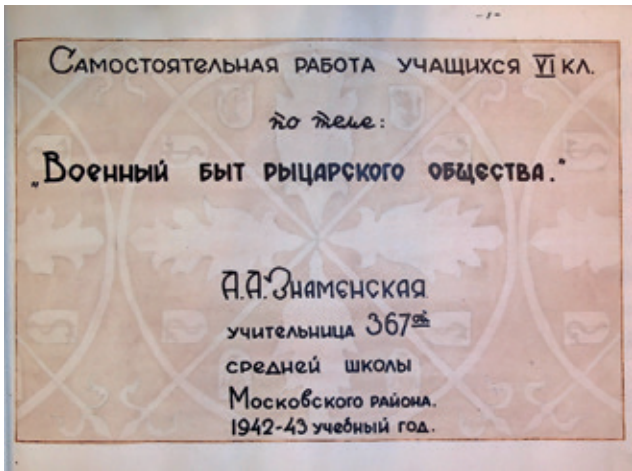 -1-
Самостоятельная работа учащихся VI кл.
по теме:
„Военный быт рыцарского общества."
А.А. Знаменская
учительница 367ой
средней школы
Московского района.
1942-43 учебный год.